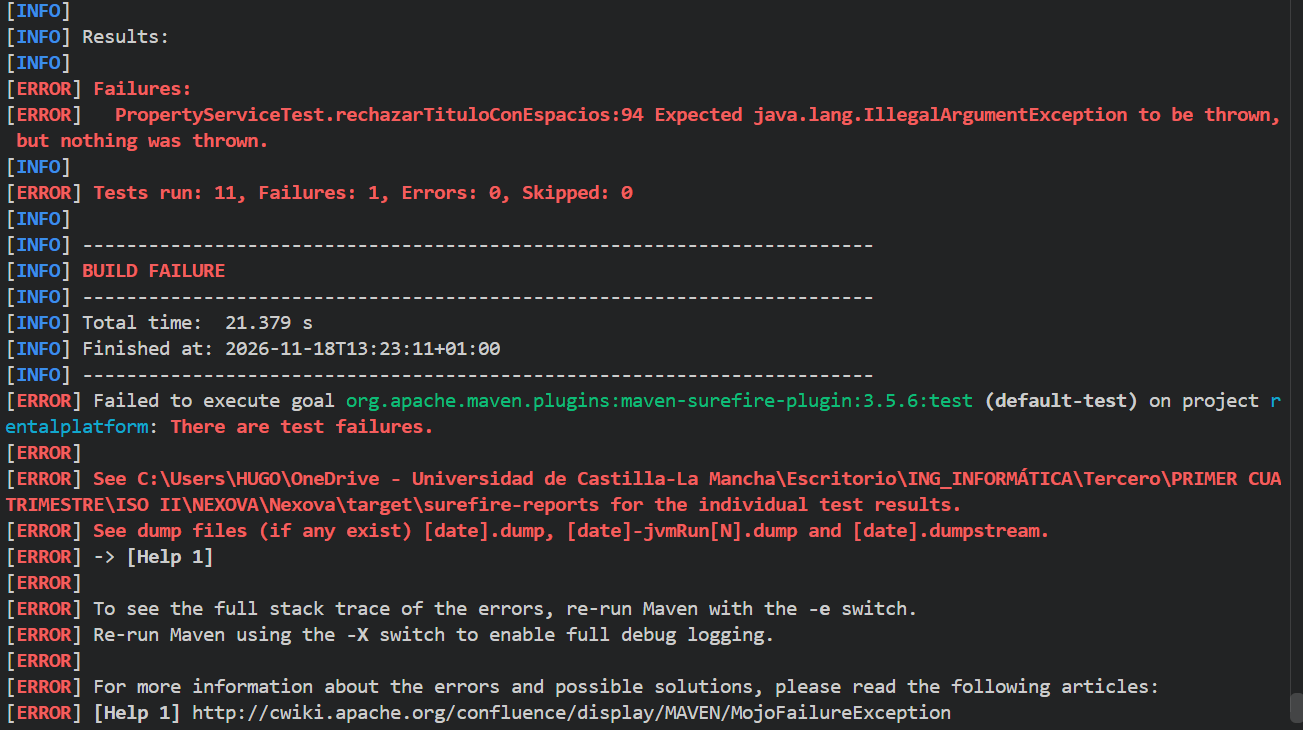 [INFO]
[INFO] Results:
[INFO]
[ERROR] Failures:
[ERROR]   PropertyServiceTest.rechazarTituloConEspacios:94 Expected java.lang.IllegalArgumentException to be thrown,
 but nothing was thrown.
[INFO]
[ERROR] Tests run: 11, Failures: 1, Errors: 0, Skipped: 0
[INFO]
[INFO] ------------------------------------------------------------------------
[INFO] BUILD FAILURE
[INFO] ------------------------------------------------------------------------
[INFO] Total time:  21.379 s
[INFO] Finished at: 2026-11-18T13:23:11+01:00
[INFO] ------------------------------------------------------------------------
[ERROR] Failed to execute goal org.apache.maven.plugins:maven-surefire-plugin:3.5.6:test (default-test) on project r
entalplatform: There are test failures.
[ERROR]
[ERROR] See C:\Users\HUGO\OneDrive - Universidad de Castilla-La Mancha\Escritorio\ING_INFORMÁTICA\Tercero\PRIMER CUA
TRIMESTRE\ISO II\NEXOVA\Nexova\target\surefire-reports for the individual test results.
[ERROR] See dump files (if any exist) [date].dump, [date]-jvmRun[N].dump and [date].dumpstream.
[ERROR] -> [Help 1]
[ERROR]
[ERROR] To see the full stack trace of the errors, re-run Maven with the -e switch.
[ERROR] Re-run Maven using the -X switch to enable full debug logging.
[ERROR]
[ERROR] For more information about the errors and possible solutions, please read the following articles:
[ERROR] [Help 1] http://cwiki.apache.org/confluence/display/MAVEN/MojoFailureException